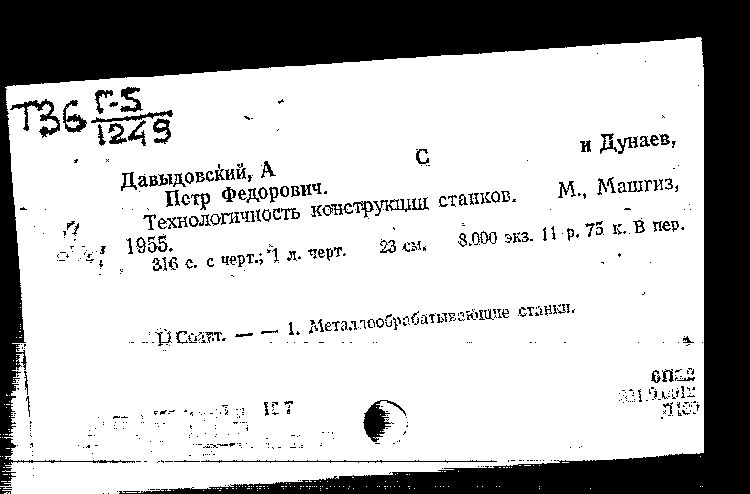 Т36 Г-5
1249
Давыдовский, А С и Дунаев,
Петр Федорович.
Технологичность конструкции станков. М., Машгиз,
1955.
316 с. с черт.; 1 л. черт. 23 см. 8.000 экз. 11 р. 75 к. В пер.
1. Металлообрабатывающие станки.
6П5.2